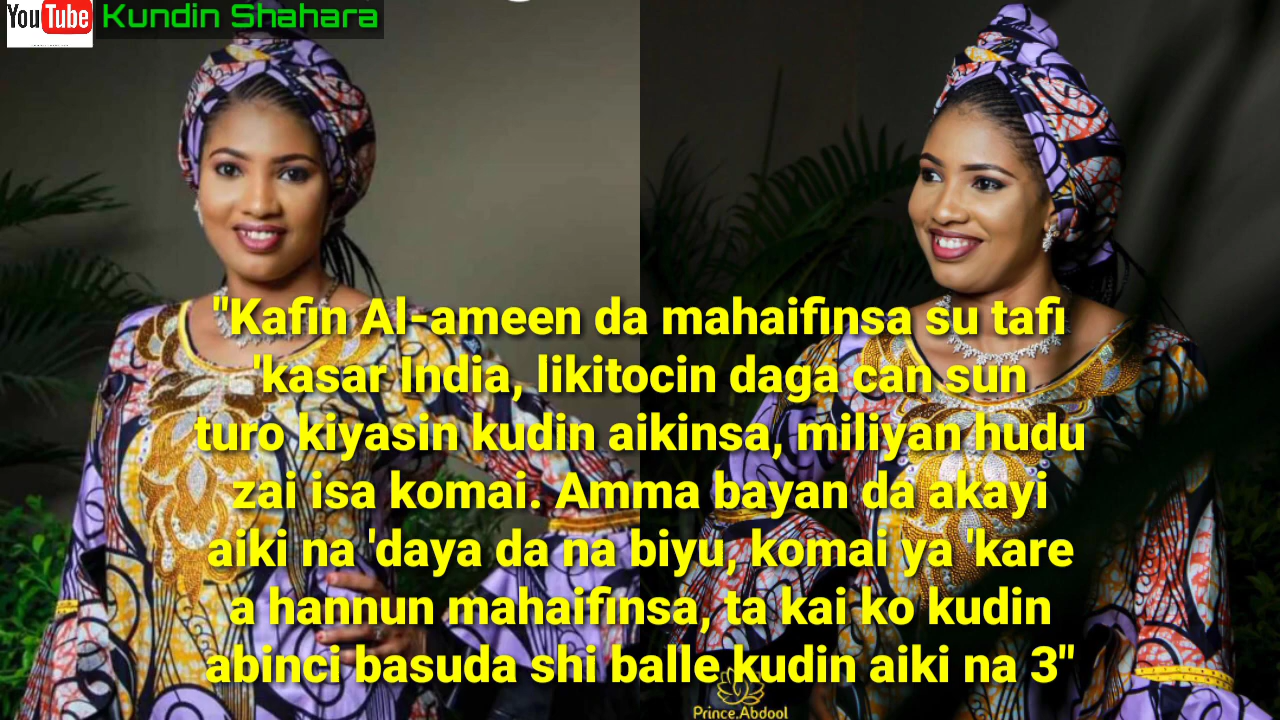 YouTube Kundin Shahara
"Kafin Al-ameen da mahaifinsa su tafi
'kasar India, likitocin daga can sun
turo kiyasin kudin aikinsa, miliyan hudu
zai isa komai. Amma bayan da akayi
aiki na 'daya da na biyu, komai ya 'kare
a hannun mahaifinsa, ta kai ko kudin
abinci basuda shi balle kudin aiki na 3"
Prince.Abdool